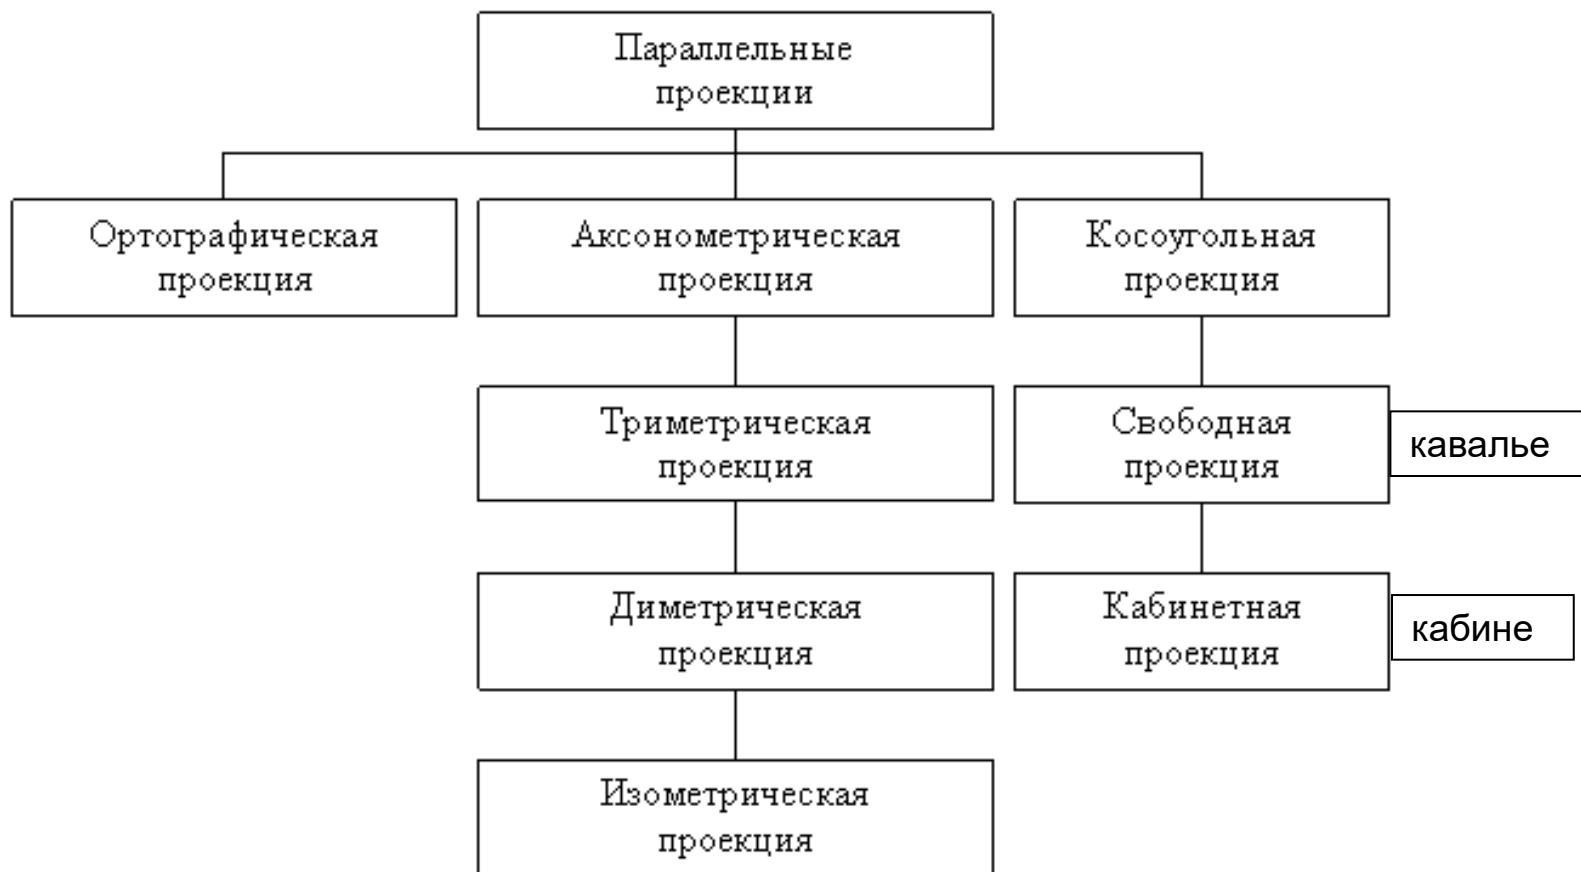 Параллельные
проекции
Ортографическая
проекция
Аксонометрическая
проекция
Косоугольная
проекция
Триметрическая
проекция
Свободная
проекция
кавалье
Диметрическая
проекция
Кабинетная
проекция
кабине
Изометрическая
проекция